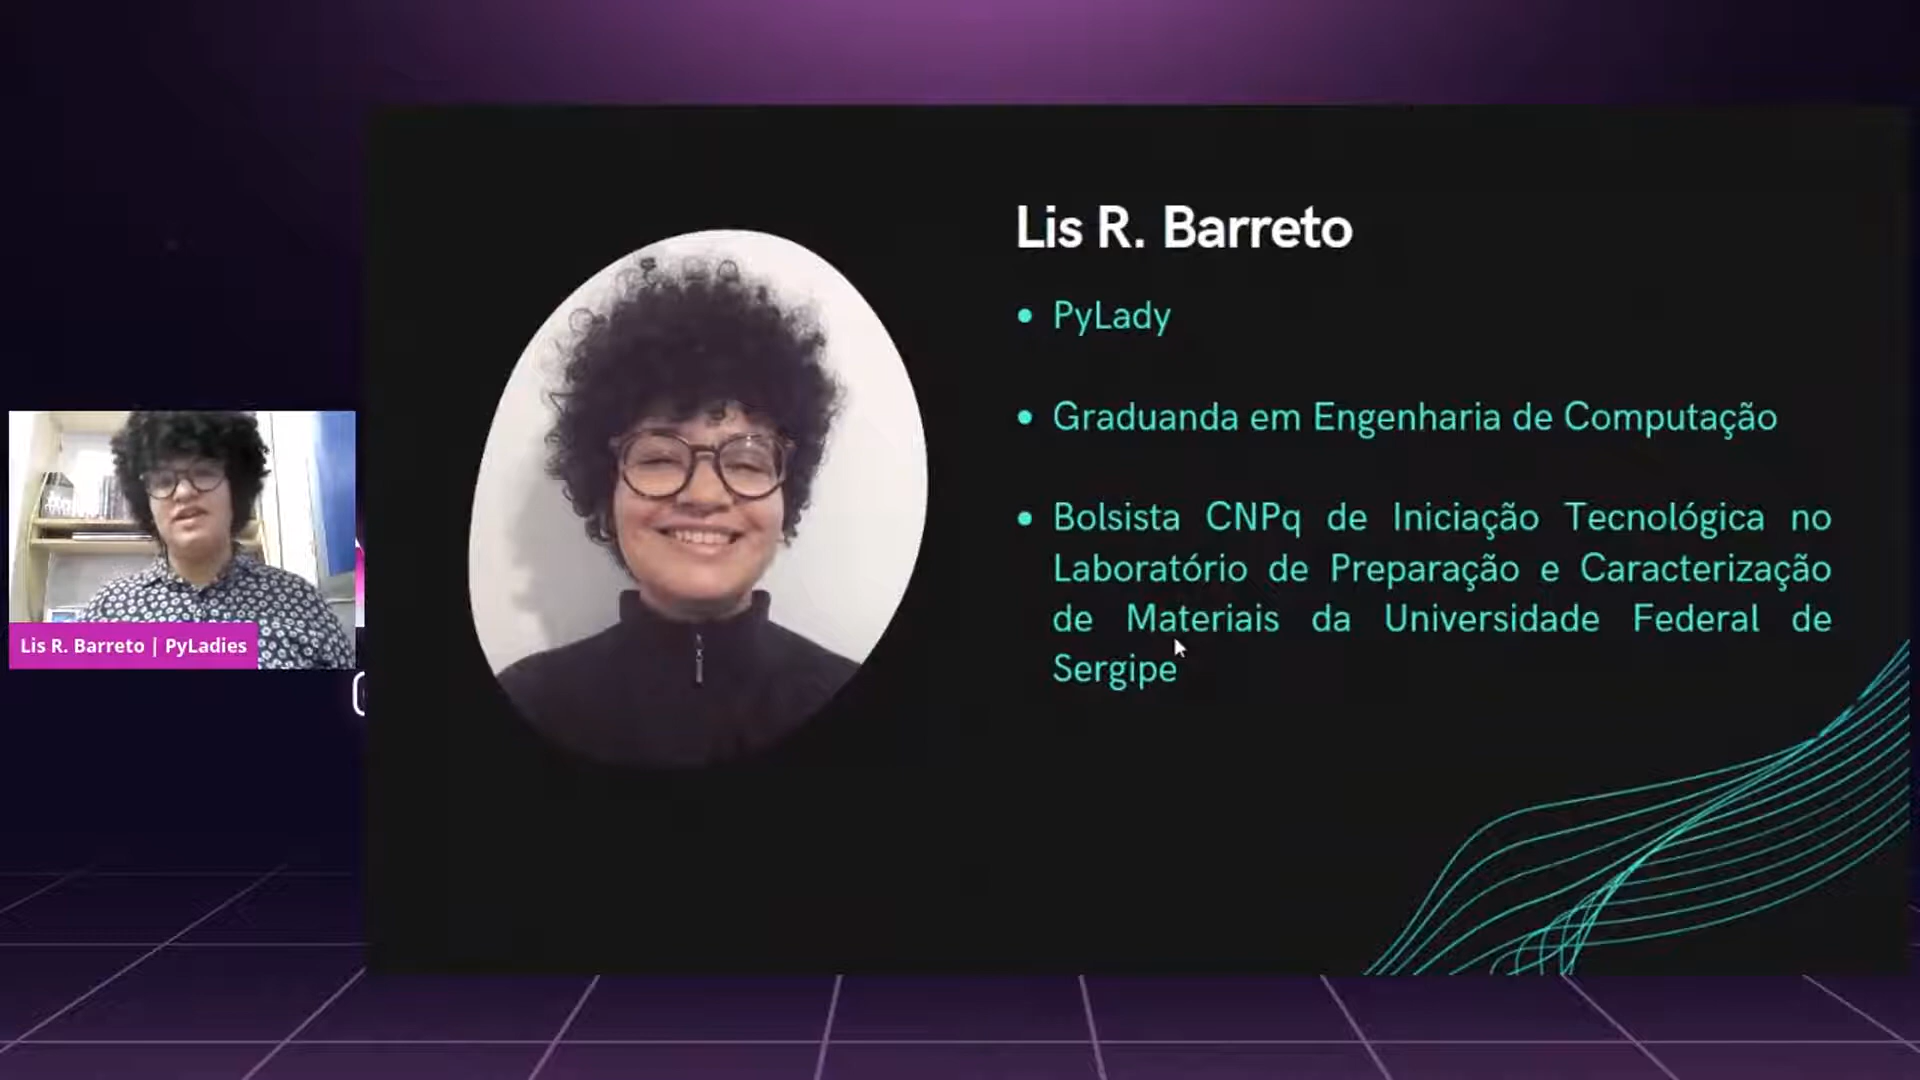 Lis R. Barreto
• PyLady
• Graduanda em Engenharia de Computação
• Bolsista CNPq de Iniciação Tecnológica no
Laboratório de Preparação e Caracterização
de Materiais da Universidade Federal de
Sergipe
Lis R. Barreto | PyLadies